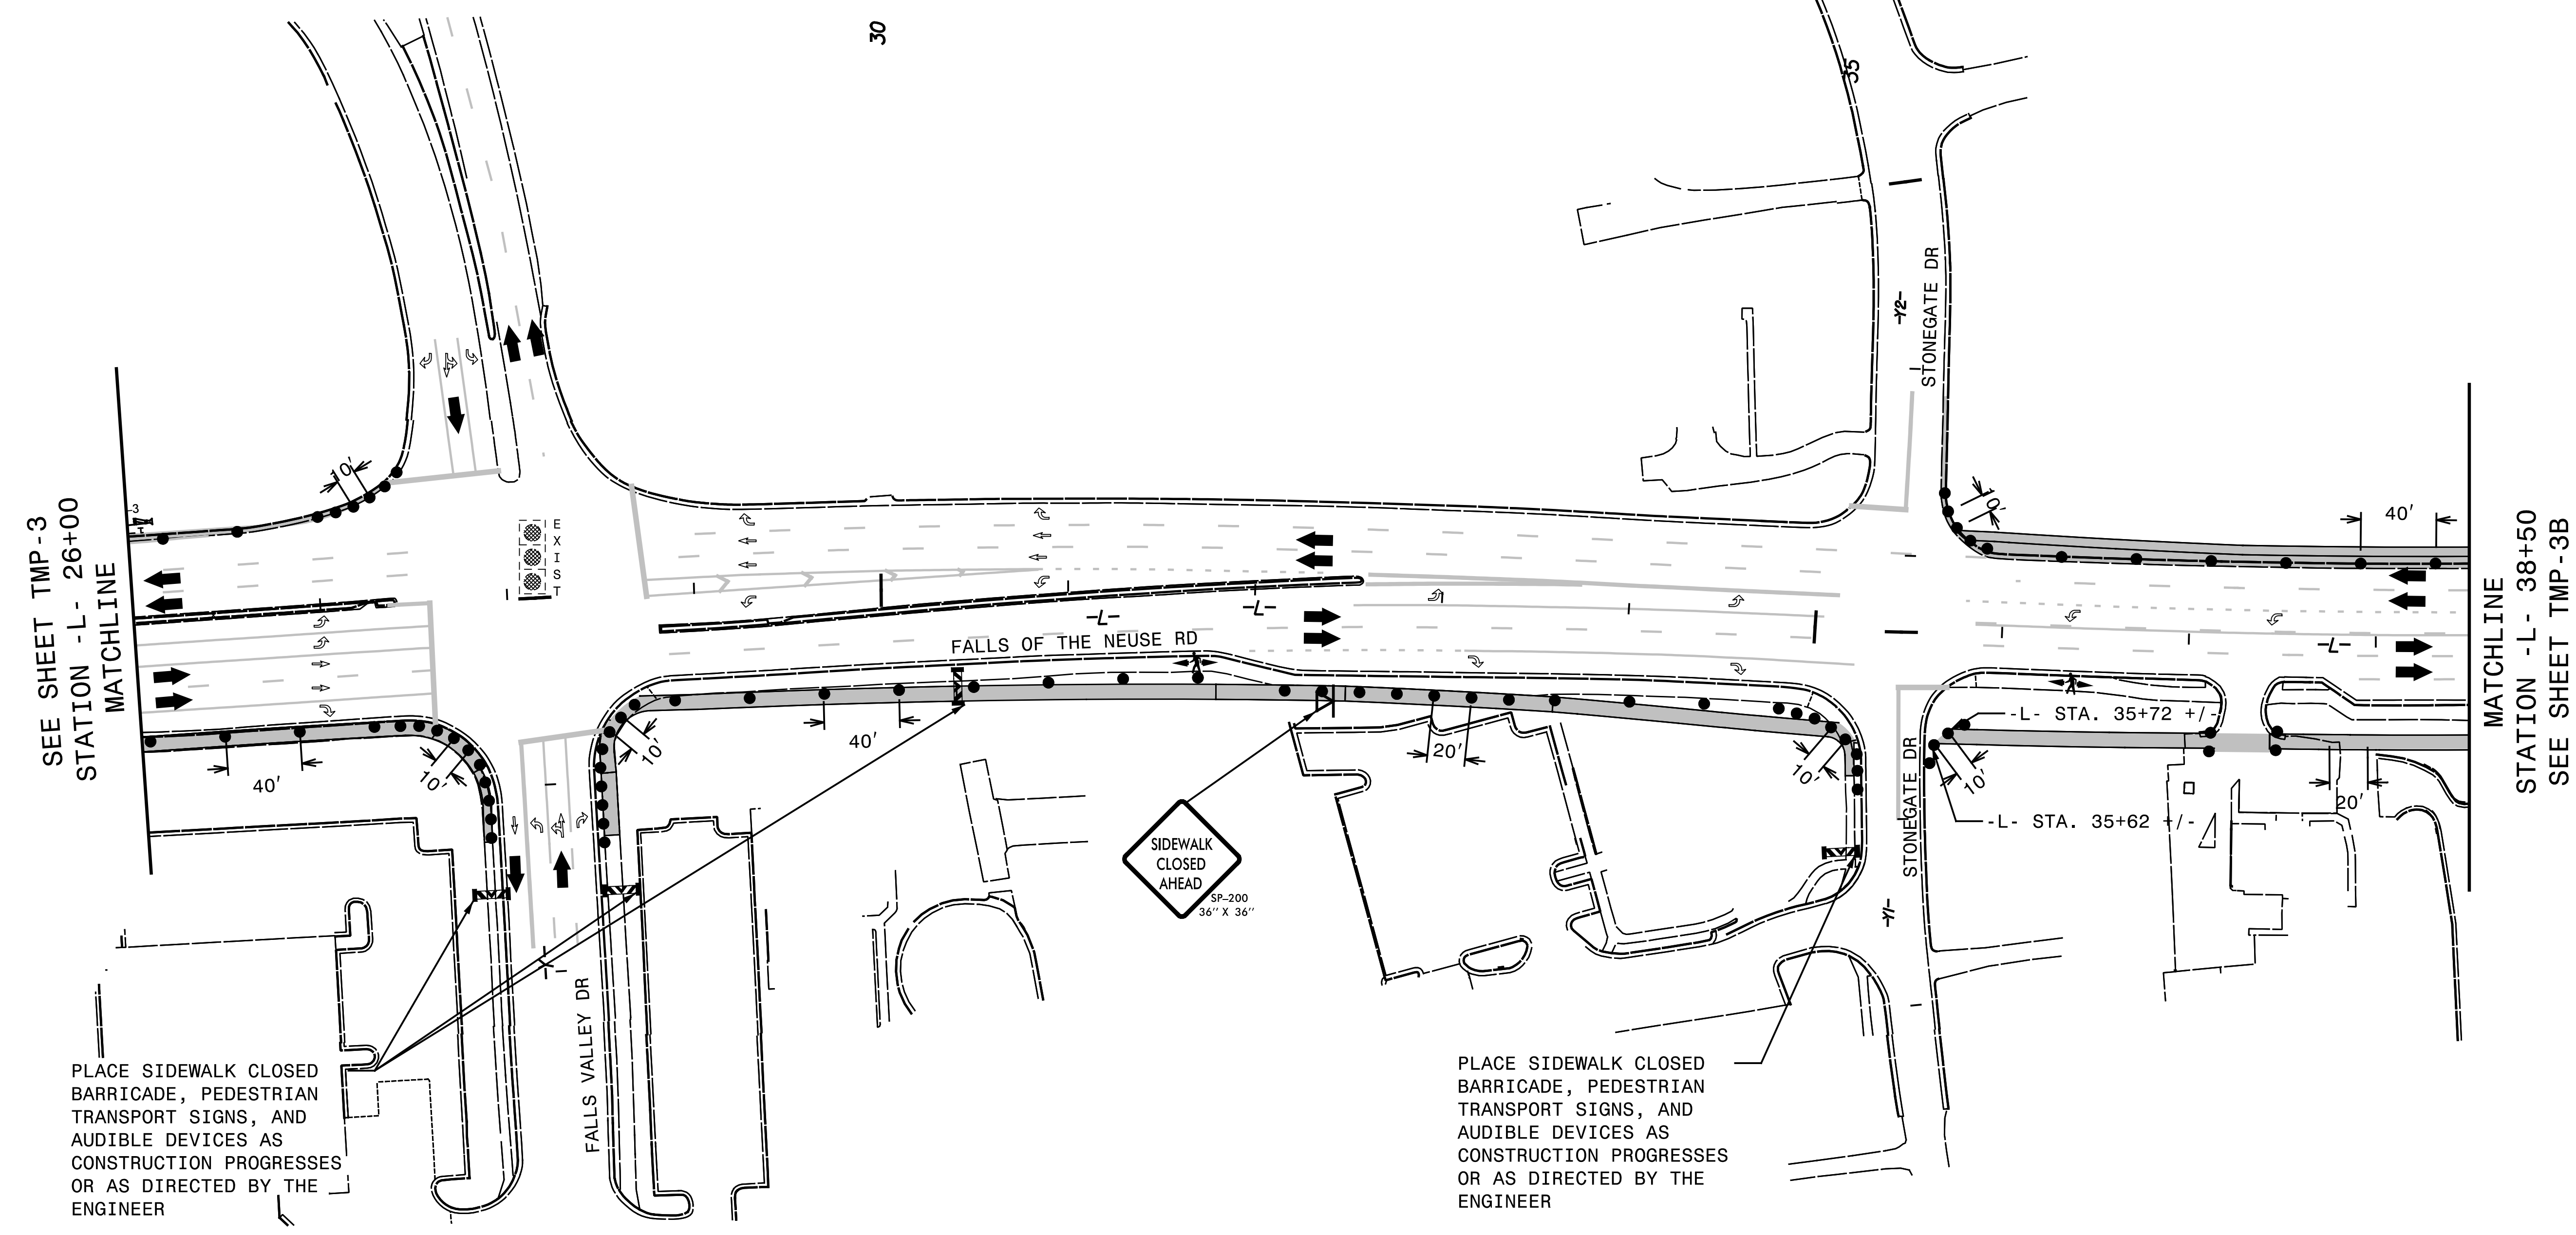 30
35
-Y2-
STONEGATE DR
10'
-3
EXIST
10'
40'
SEE SHEET TMP-3
STATION -L- 26+00
MATCHLINE
-L-
-L-
FALLS OF THE NEUSE RD
-L-
MATCHLINE
STATION -L- 38+50
SEE SHEET TMP-3B
-L- STA. 35+72 +/-
40'
10'
40'
10'
20'
10'
STONEGATE DR
10'
20'
-L- STA. 35+62 +/-
SIDEWALK
CLOSED
AHEAD
SP-200
36" X 36"
-Y1-
FALLS VALLEY DR
PLACE SIDEWALK CLOSED
BARRICADE, PEDESTRIAN
TRANSPORT SIGNS, AND
AUDIBLE DEVICES AS
CONSTRUCTION PROGRESSES
OR AS DIRECTED BY THE
ENGINEER
PLACE SIDEWALK CLOSED
BARRICADE, PEDESTRIAN
TRANSPORT SIGNS, AND
AUDIBLE DEVICES AS
CONSTRUCTION PROGRESSES
OR AS DIRECTED BY THE
ENGINEER